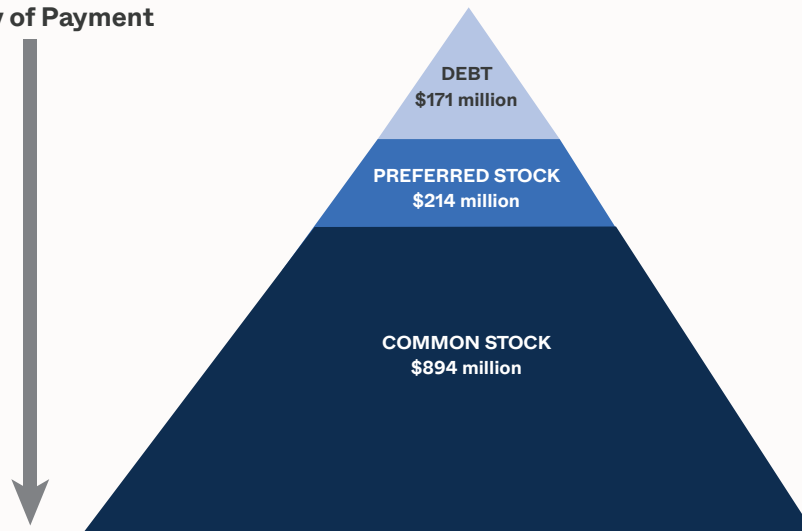 of Payment
DEBT
$171 million
PREFERRED STOCK
$214 million
COMMON STOCK
$894 million